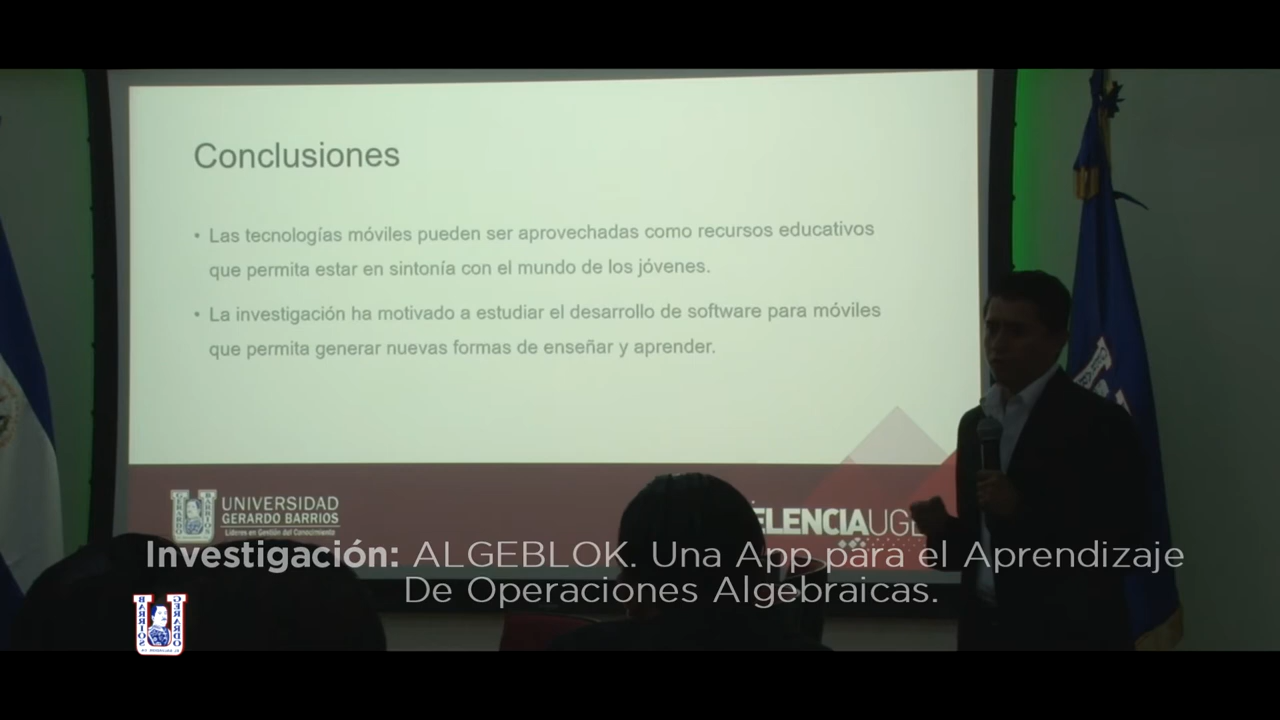 Conclusiones
• Las tecnologías móviles pueden ser aprovechadas como recursos educativos
que permita estar en sintonía con el mundo de los jóvenes.
• La investigación ha motivado a estudiar el desarrollo de software para móviles
que permita generar nuevas formas de enseñar y aprender.
UNIVERSIDAD
GERARDO BARRIOS
Líderes en Gestión del Conocimiento
ELENCIAUGB
Investigación: ALGEBLOK. Una App para el Aprendizaje
De Operaciones Algebraicas.
GERARDO
BARRIOS